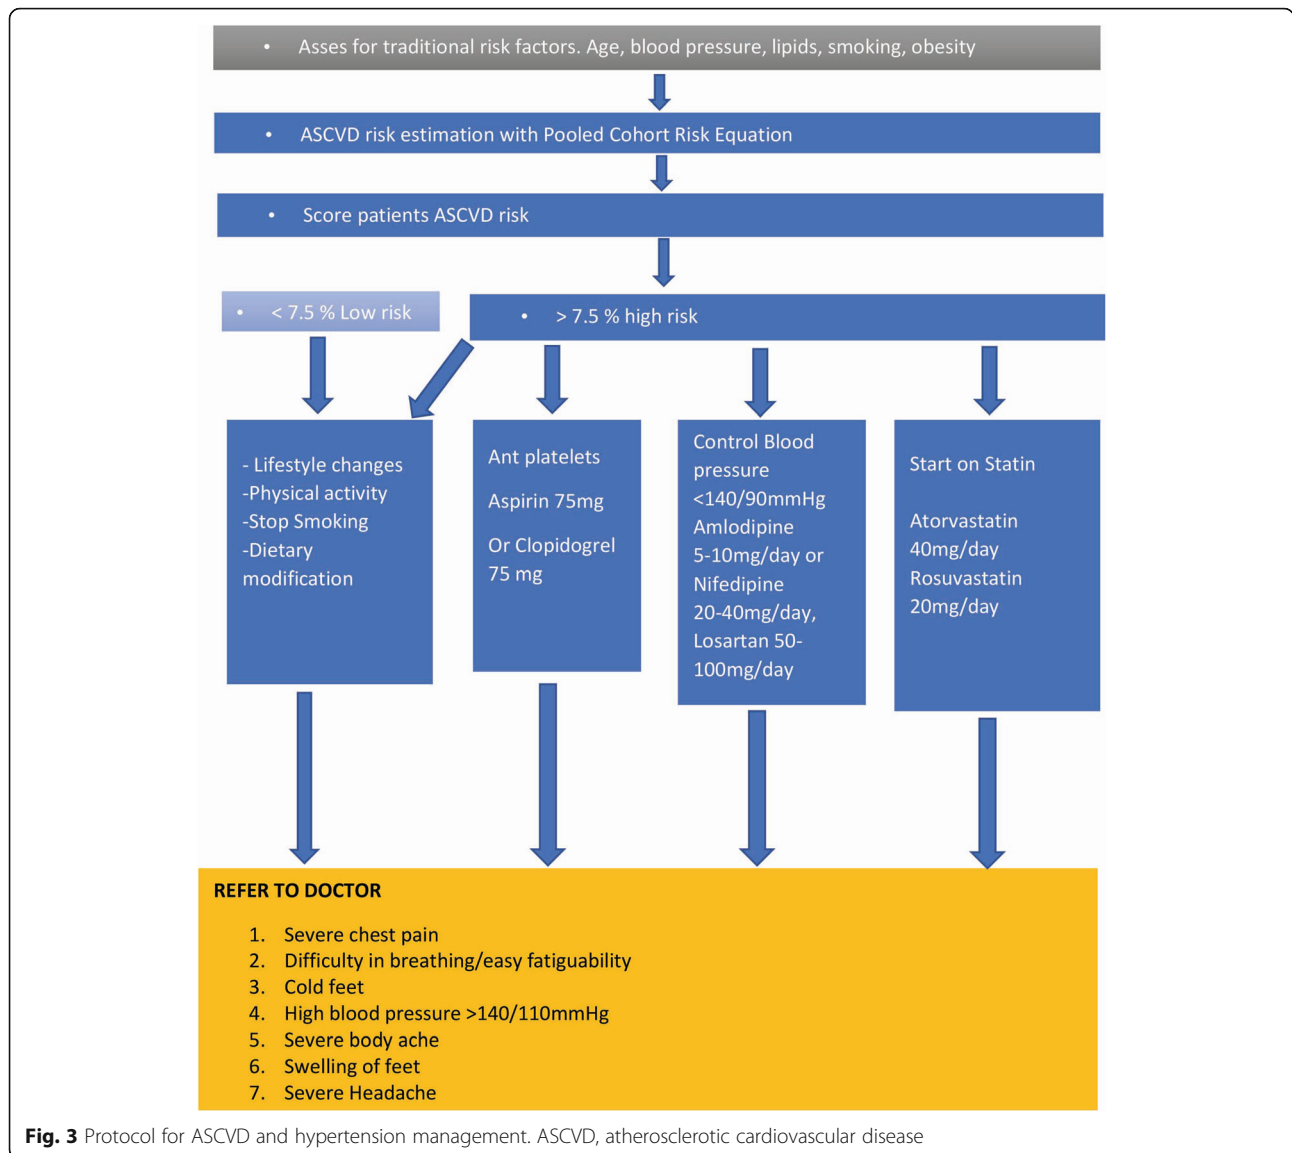 • Asses for traditional risk factors. Age, blood pressure, lipids, smoking, obesity
• ASCVD risk estimation with Pooled Cohort Risk Equation
• Score patients ASCVD risk
• < 7.5 % Low risk
• > 7.5 % high risk
- Lifestyle changes
-Physical activity
-Stop Smoking
-Dietary
modification
Ant platelets
Aspirin 75mg
Or Clopidogrel
75 mg
Control Blood
pressure
<140/90mmHg
Amlodipine
5-10mg/day or
Nifedipine
20-40mg/day,
Losartan 50-
100mg/day
Start on Statin
Atorvastatin
40mg/day
Rosuvastatin
20mg/day
REFER TO DOCTOR
1. Severe chest pain
2. Difficulty in breathing/easy fatiguability
3. Cold feet
4. High blood pressure >140/110mmHg
5. Severe body ache
6. Swelling of feet
7. Severe Headache
Fig. 3 Protocol for ASCVD and hypertension management. ASCVD, atherosclerotic cardiovascular disease